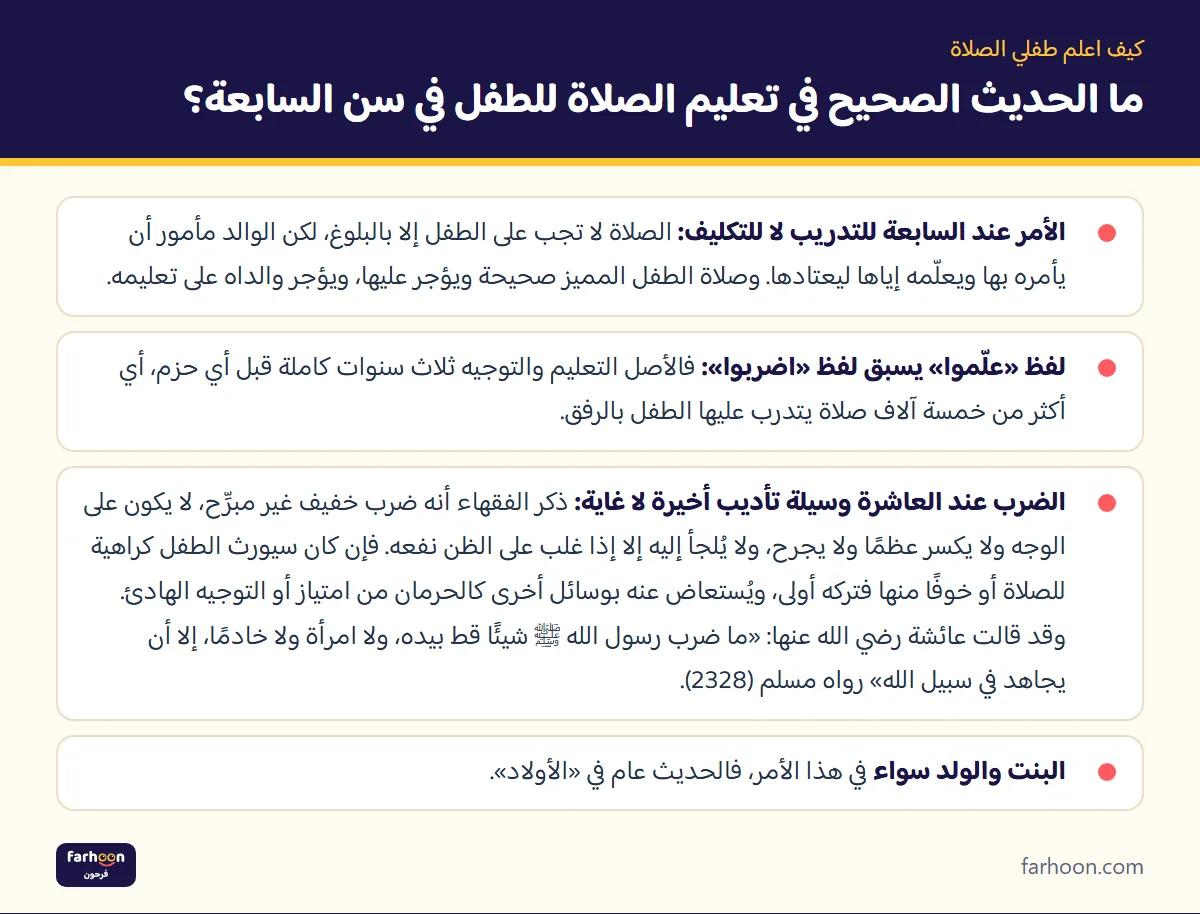 كيف اعلم طفلي الصلاة
ما الحديث الصحيح في تعليم الصلاة للطفل في سن السابعة؟
الأمر عند السابعة للتدريب لا للتكليف: الصلاة لا تجب على الطفل إلا بالبلوغ، لكن الوالد مأمور أن
يأمره بها ويعلّمه إياها ليعتادها. وصلاة الطفل المميز صحيحة ويؤجر عليها، ويؤجر والداه على تعليمه.
لفظ «علّموا» يسبق لفظ «اضربوا»: فالأصل التعليم والتوجيه ثلاث سنوات كاملة قبل أي حزم، أي
أكثر من خمسة آلاف صلاة يتدرب عليها الطفل بالرفق.
الضرب عند العاشرة وسيلة تأديب أخيرة لا غاية: ذكر الفقهاء أنه ضرب خفيف غير مبرِّح، لا يكون على
الوجه ولا يكسر عظمًا ولا يجرح، ولا يُلجأ إليه إلا إذا غلب على الظن نفعه. فإن كان سيورث الطفل كراهية
للصلاة أو خوفًا منها فتركه أولى، ويُستعاض عنه بوسائل أخرى كالحرمان من امتياز أو التوجيه الهادئ.
وقد قالت عائشة رضي الله عنها: «ما ضرب رسول الله ﷺ شيئًا قط بيده، ولا امرأة ولا خادمًا، إلا أن
يجاهد في سبيل الله» رواه مسلم (2328).
البنت والولد سواء في هذا الأمر، فالحديث عام في «الأولاد».
farhoon
فرحون
farhoon.com